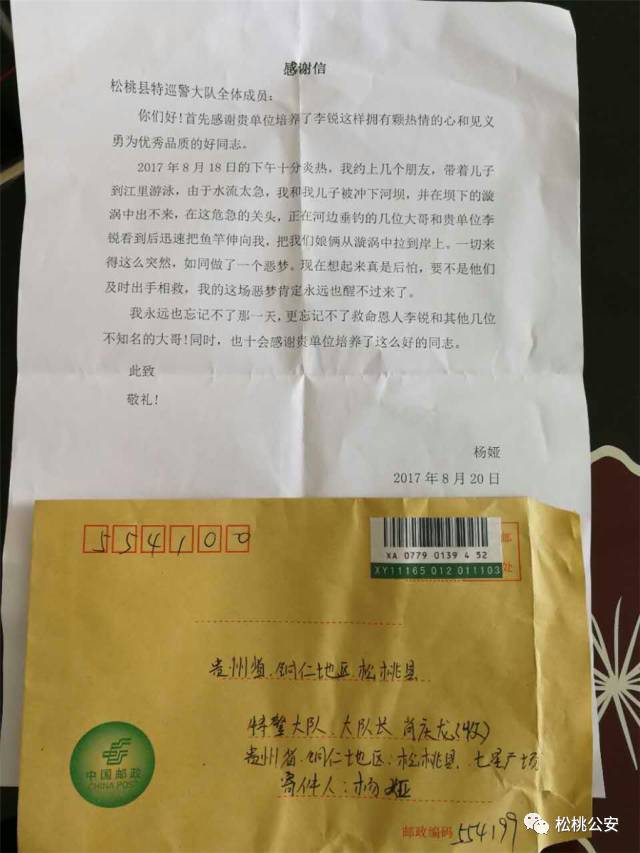 感谢信
松桃县特巡警大队全体成员：
你们好！首先感谢贵单位培养了李锐这样拥有颗热情的心和见义
勇为优秀品质的好同志。
2017年8月18日的下午十分炎热，我约上几个朋友，带着儿子
到江里游泳，由于水流太急，我和我儿子被冲下河坝，并在坝下的漩
涡中出不来，在这危急的关头，正在河边垂钓的几位大哥和贵单位李
锐看到后迅速把鱼竿伸向我，把我们娘俩从漩涡中拉到岸上。一切来
得这么突然，如同做了一个恶梦。现在想起来真是后怕，要不是他们
及时出手相救，我的这场恶梦肯定永远也醒不过来了。
我永远也忘记不了那一天，更忘记不了救命恩人李锐和其他几位
不知名的大哥！同时，也十会感谢贵单位培养了这么好的同志。
此致
敬礼！
杨娅
2017年8月20日
554100
XA 0779 0139 4 52
XY11165 012 011103
邮
处
贵州省.铜仁地区.松桃县
特警大队.大队长 肖庆龙(收)
贵州省.铜仁地区.松桃县.七星广场
寄件人：杨娅
中国邮政
CHINA POST
邮政编码：554199
松桃公安